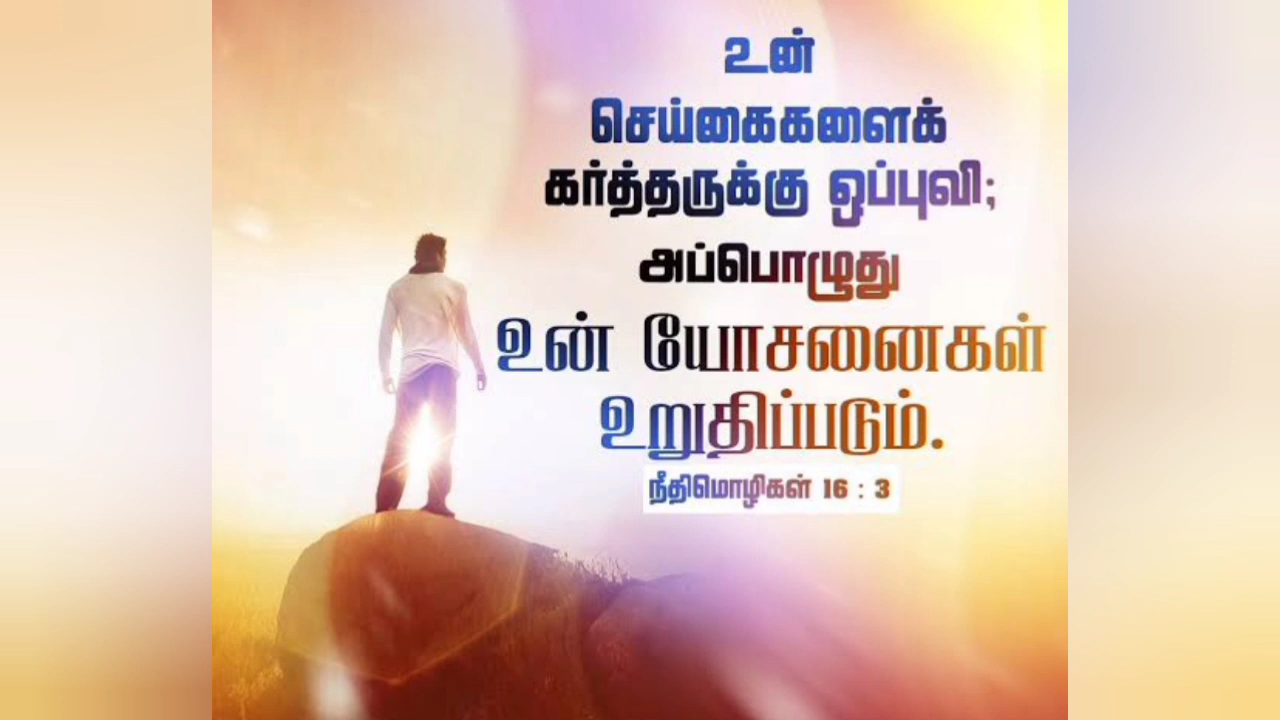 உன்
செய்கைகளைக்
கர்த்தருக்கு ஒப்புவி;
அப்பொழுது
உன் யோசனைகள்
உறுதிப்படும்.
நீதிமொழிகள் 16 : 3